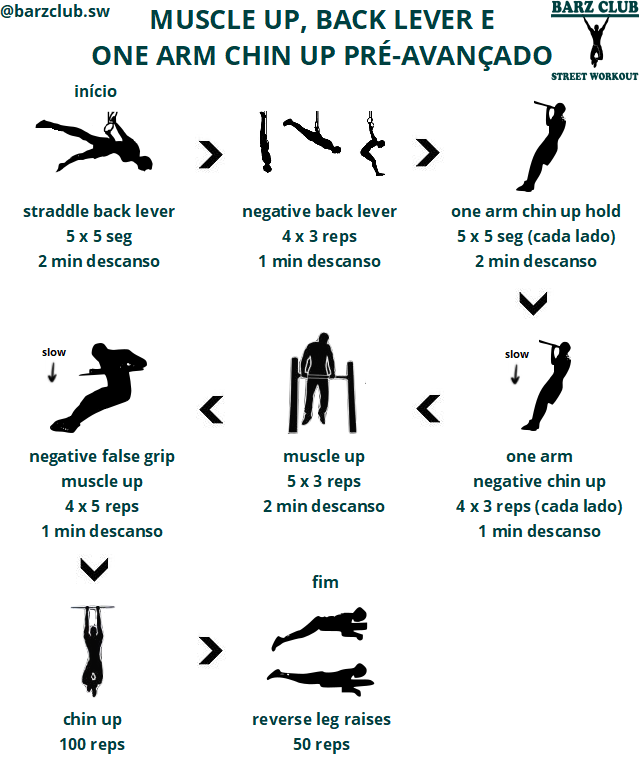 @barzclub.sw
MUSCLE UP, BACK LEVER E
ONE ARM CHIN UP PRÉ-AVANÇADO
BARZ CLUB
STREET WORKOUT
início
straddle back lever
5 x 5 seg
2 min descanso
negative back lever
4 x 3 reps
1 min descanso
one arm chin up hold
5 x 5 seg (cada lado)
2 min descanso
slow
one arm
negative chin up
4 x 3 reps (cada lado)
1 min descanso
muscle up
5 x 3 reps
2 min descanso
slow
negative false grip
muscle up
4 x 5 reps
1 min descanso
chin up
100 reps
fim
reverse leg raises
50 reps